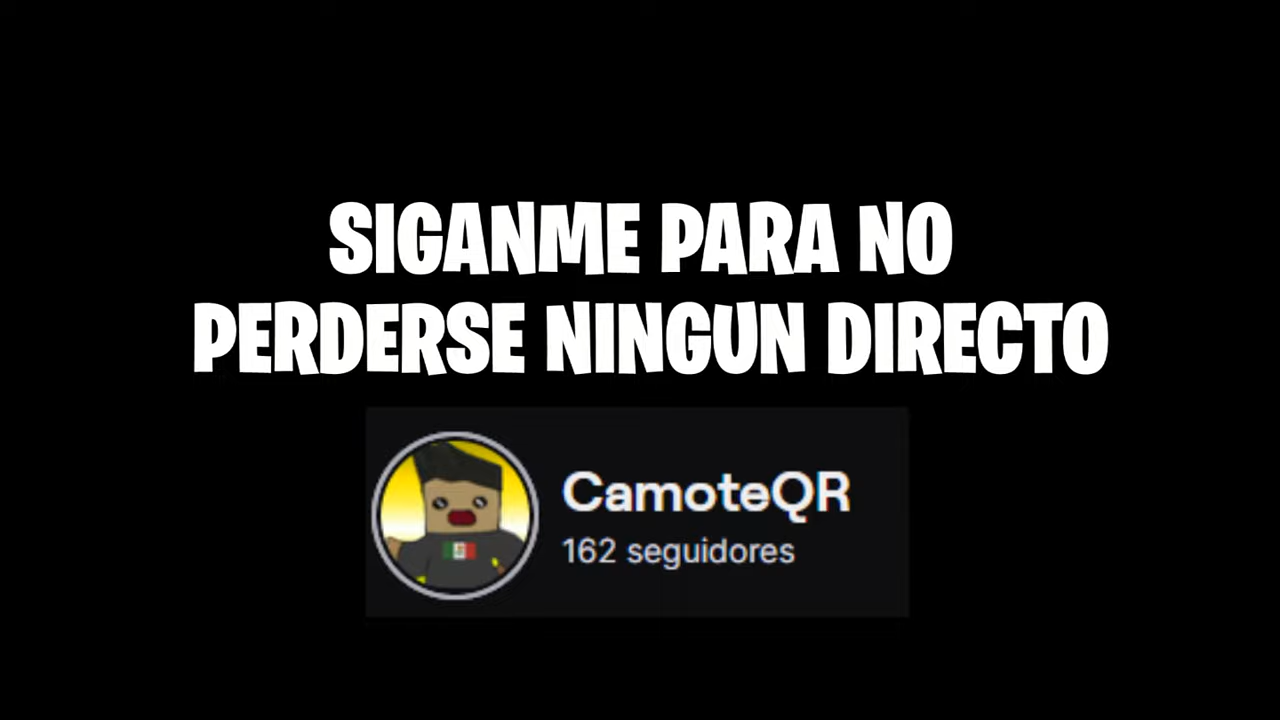 SIGANME PARA NO
PERDERSE NINGUN DIRECTO
CamoteQR
162 seguidores